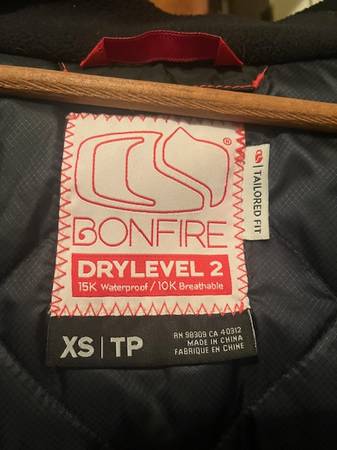 ®
BONFIRE
DRYLEVEL 2
15K Waterproof / 10K Breathable
| TAILORED FIT
XS | TP
RN 98309 CA 40312
MADE IN CHINA
FABRIQUE EN CHINE